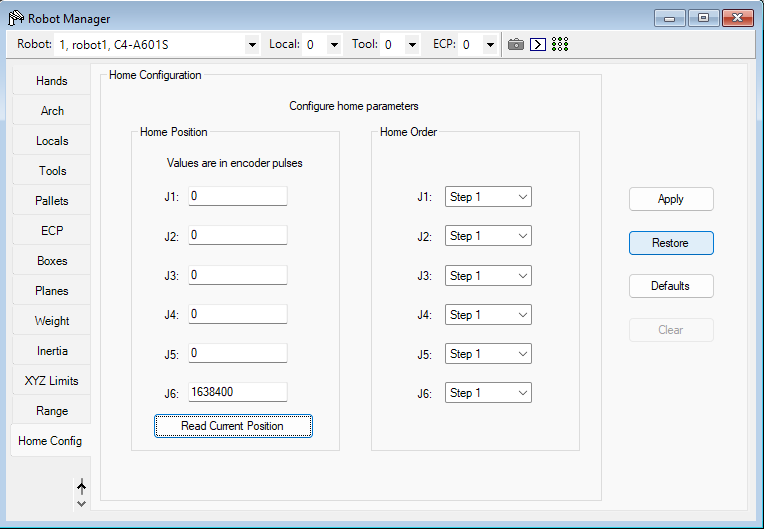 Robot Manager
Robot: 1, robot1, C4-A601S Local: 0 Tool: 0 ECP: 0
Hands
Arch
Locals
Tools
Pallets
ECP
Boxes
Planes
Weight
Inertia
XYZ Limits
Range
Home Config
Home Configuration
Configure home parameters
Home Position
Values are in encoder pulses
J1: 0
J2: 0
J3: 0
J4: 0
J5: 0
J6: 1638400
Read Current Position
Home Order
J1: Step 1
J2: Step 1
J3: Step 1
J4: Step 1
J5: Step 1
J6: Step 1
Apply
Restore
Defaults
Clear